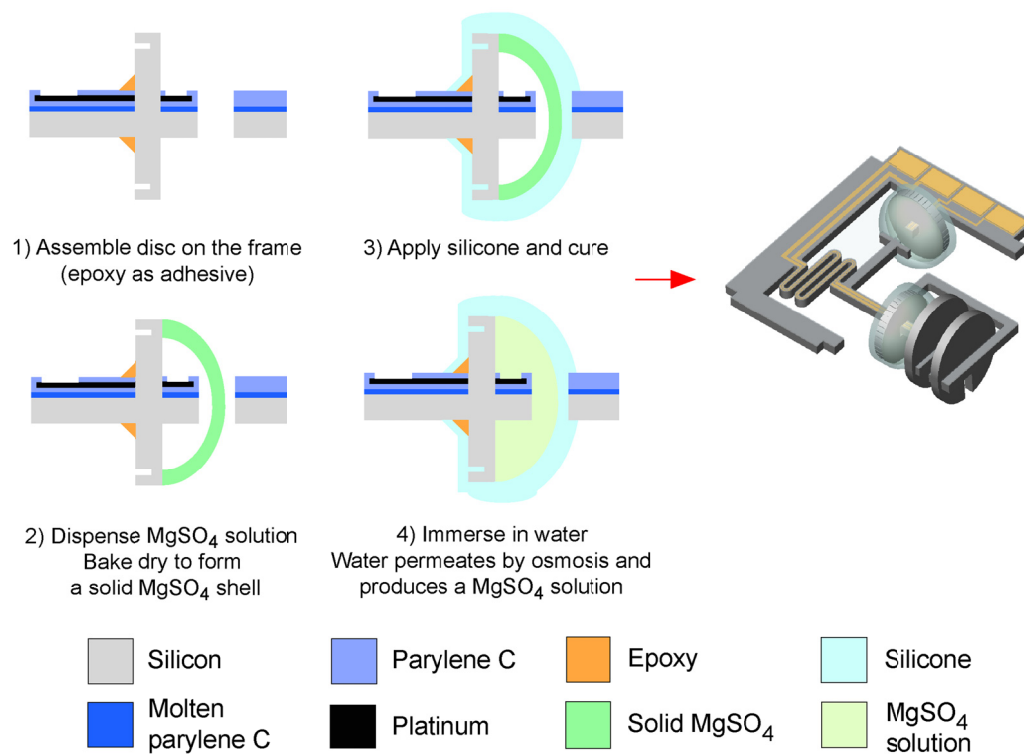 1) Assemble disc on the frame
(epoxy as adhesive)
3) Apply silicone and cure
2) Dispense MgSO₄ solution
Bake dry to form
a solid MgSO₄ shell
4) Immerse in water
Water permeates by osmosis and
produces a MgSO₄ solution
Silicon
Parylene C
Epoxy
Silicone
Molten
parylene C
Platinum
Solid MgSO₄
MgSO₄
solution